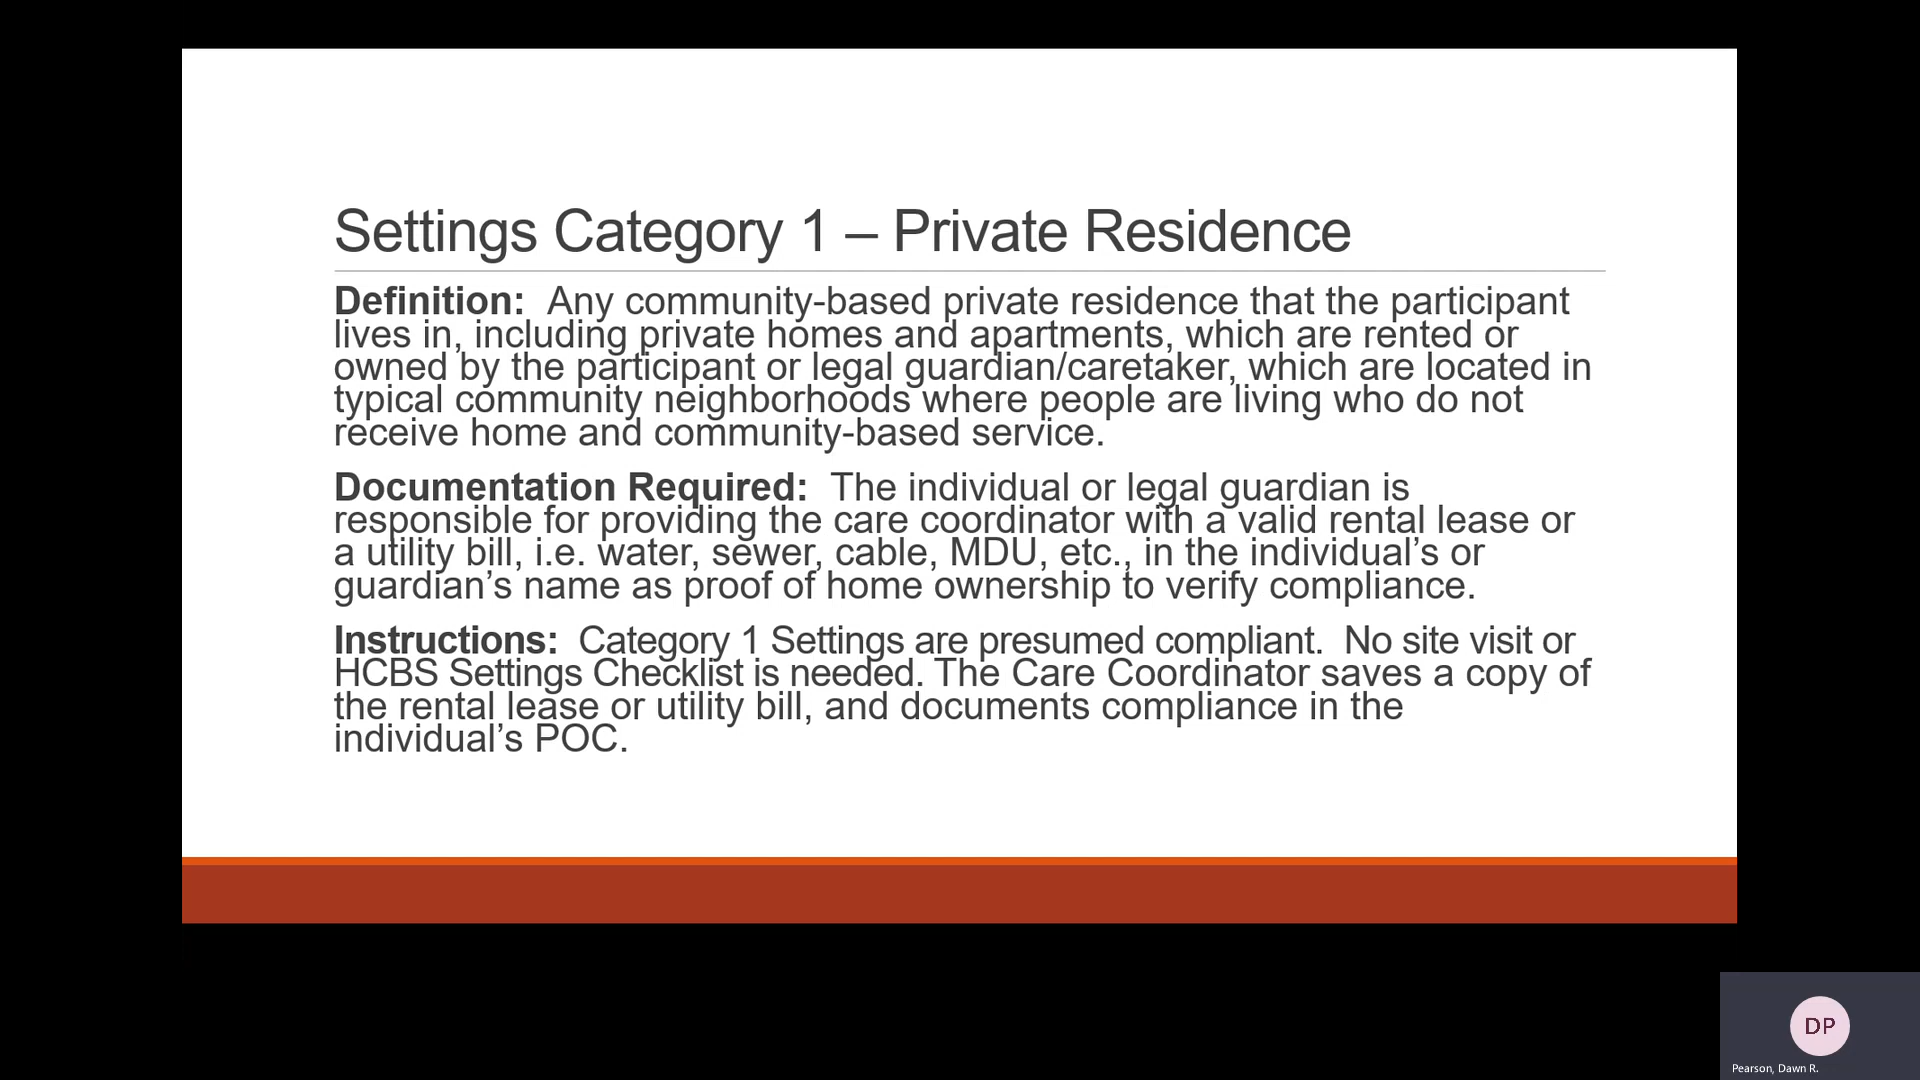 Settings Category 1 – Private Residence
Definition: Any community-based private residence that the participant
lives in, including private homes and apartments, which are rented or
owned by the participant or legal guardian/caretaker, which are located in
typical community neighborhoods where people are living who do not
receive home and community-based service.
Documentation Required: The individual or legal guardian is
responsible for providing the care coordinator with a valid rental lease or
a utility bill, i.e. water, sewer, cable, MDU, etc., in the individual’s or
guardian’s name as proof of home ownership to verify compliance.
Instructions: Category 1 Settings are presumed compliant. No site visit or
HCBS Settings Checklist is needed. The Care Coordinator saves a copy of
the rental lease or utility bill, and documents compliance in the
individual’s POC.
DP
Pearson, Dawn R.